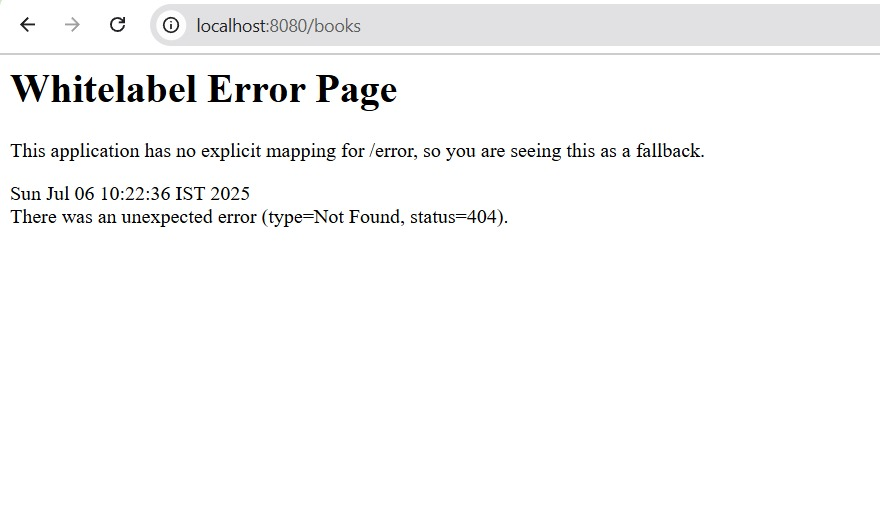 localhost:8080/books
Whitelabel Error Page
This application has no explicit mapping for /error, so you are seeing this as a fallback.
Sun Jul 06 10:22:36 IST 2025
There was an unexpected error (type=Not Found, status=404).